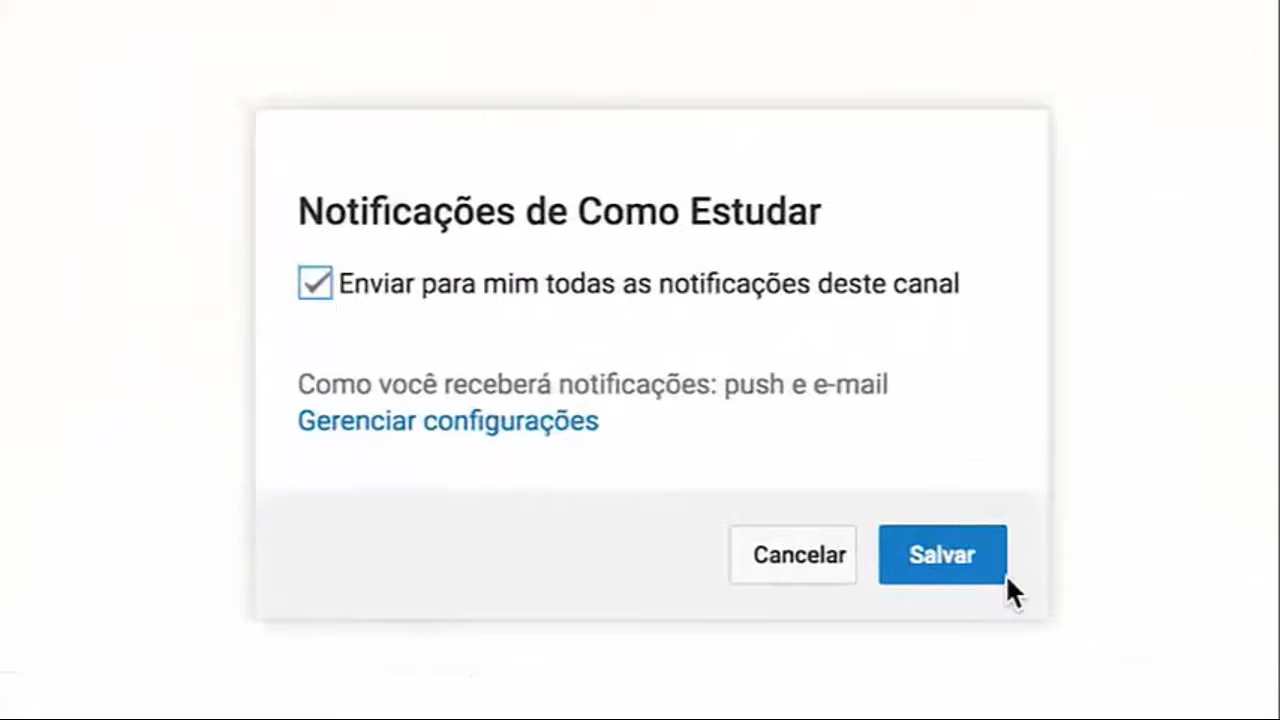 Notificações de Como Estudar
Enviar para mim todas as notificações deste canal
Como você receberá notificações: push e e-mail
Gerenciar configurações
Cancelar
Salvar